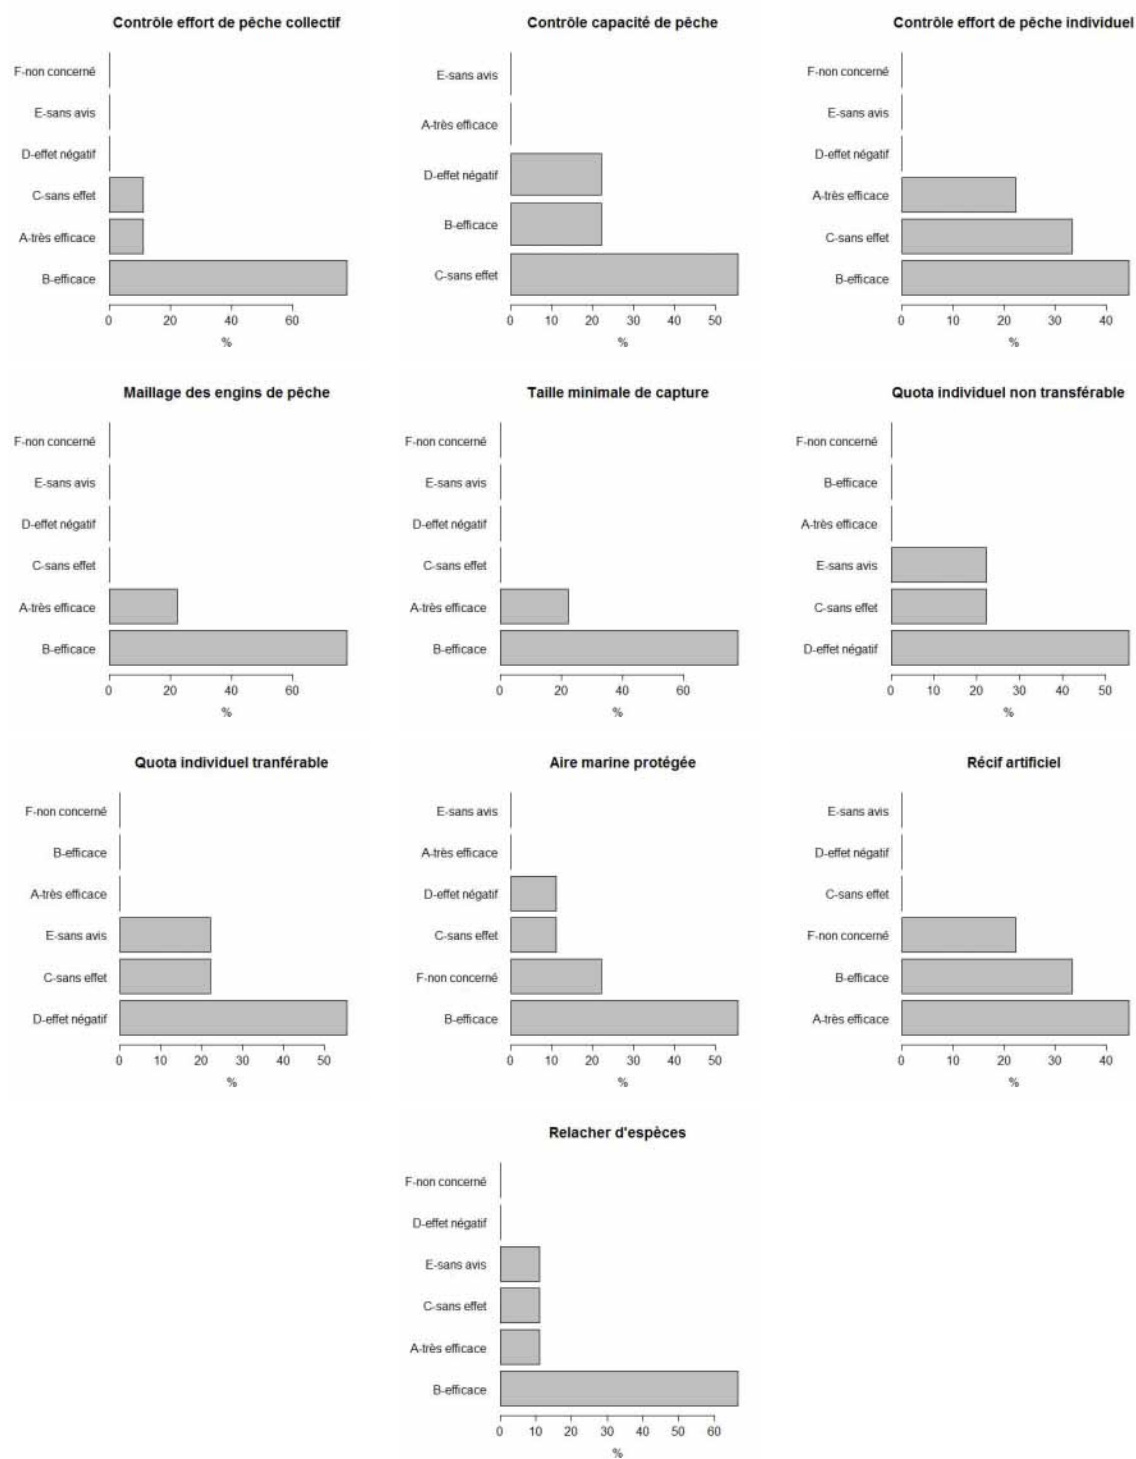 Contrôle effort de pêche collectif
F-non concerné
E-sans avis
D-effet négatif
C-sans effet
A-très efficace
B-efficace
0 20 40 60
%
Contrôle capacité de pêche
E-sans avis
A-très efficace
D-effet négatif
B-efficace
C-sans effet
0 10 20 30 40 50
%
Contrôle effort de pêche individuel
F-non concerné
E-sans avis
D-effet négatif
A-très efficace
C-sans effet
B-efficace
0 10 20 30 40
%
Maillage des engins de pêche
F-non concerné
E-sans avis
D-effet négatif
C-sans effet
A-très efficace
B-efficace
0 20 40 60
%
Taille minimale de capture
F-non concerné
E-sans avis
D-effet négatif
C-sans effet
A-très efficace
B-efficace
0 20 40 60
%
Quota individuel non transférable
F-non concerné
B-efficace
A-très efficace
E-sans avis
C-sans effet
D-effet négatif
0 10 20 30 40 50
%
Quota individuel tranférable
F-non concerné
B-efficace
A-très efficace
E-sans avis
C-sans effet
D-effet négatif
0 10 20 30 40 50
%
Aire marine protégée
E-sans avis
A-très efficace
D-effet négatif
C-sans effet
F-non concerné
B-efficace
0 10 20 30 40 50
%
Récif artificiel
E-sans avis
D-effet négatif
C-sans effet
F-non concerné
B-efficace
A-très efficace
0 10 20 30 40
%
Relacher d'espèces
F-non concerné
D-effet négatif
E-sans avis
C-sans effet
A-très efficace
B-efficace
0 10 20 30 40 50 60
%